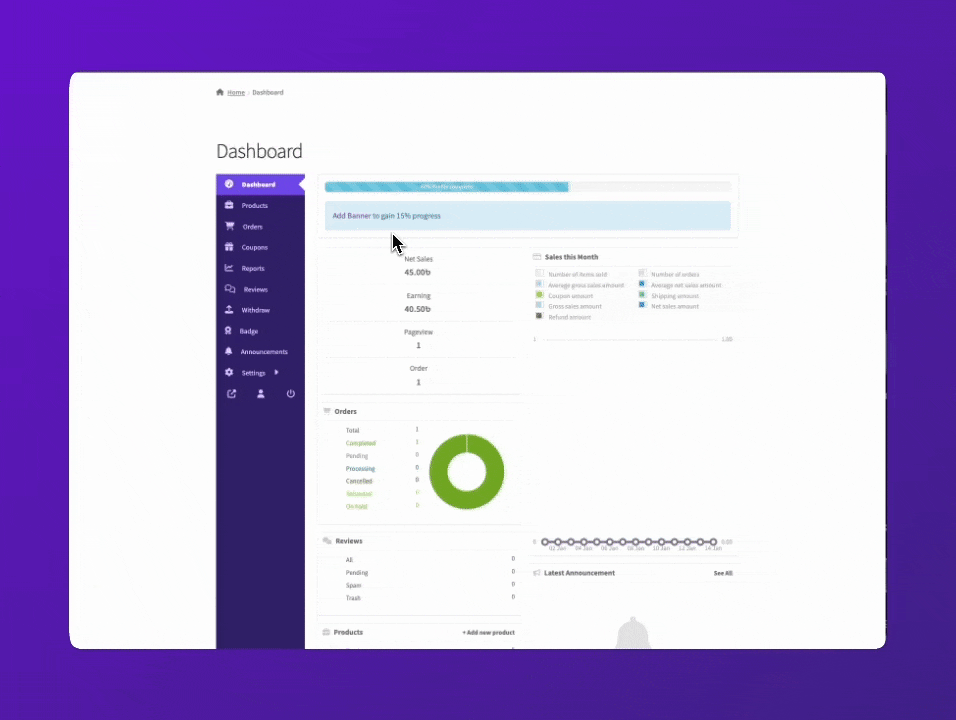 Home / Dashboard
Dashboard
Dashboard
Products
Orders
Coupons
Reports
Reviews
Withdraw
Badge
Announcements
Settings
Profile complete
Add Banner to gain 15% progress
Net Sales
45.00৳
Earning
40.50৳
Pageview
1
Order
1
Orders
Total 1
Completed 1
Pending 0
Processing 0
Cancelled 0
Refunded 0
On hold 0
Reviews
All 0
Pending 0
Spam 0
Trash 0
Products + Add new product
Sales this Month
Number of items sold Number of orders
Average gross sales amount Average net sales amount
Coupon amount Shipping amount
Gross sales amount Net sales amount
Refund amount
1 1.00
0 0.00
02 Jan 04 Jan 06 Jan 08 Jan 10 Jan 12 Jan 14 Jan
Latest Announcement See All